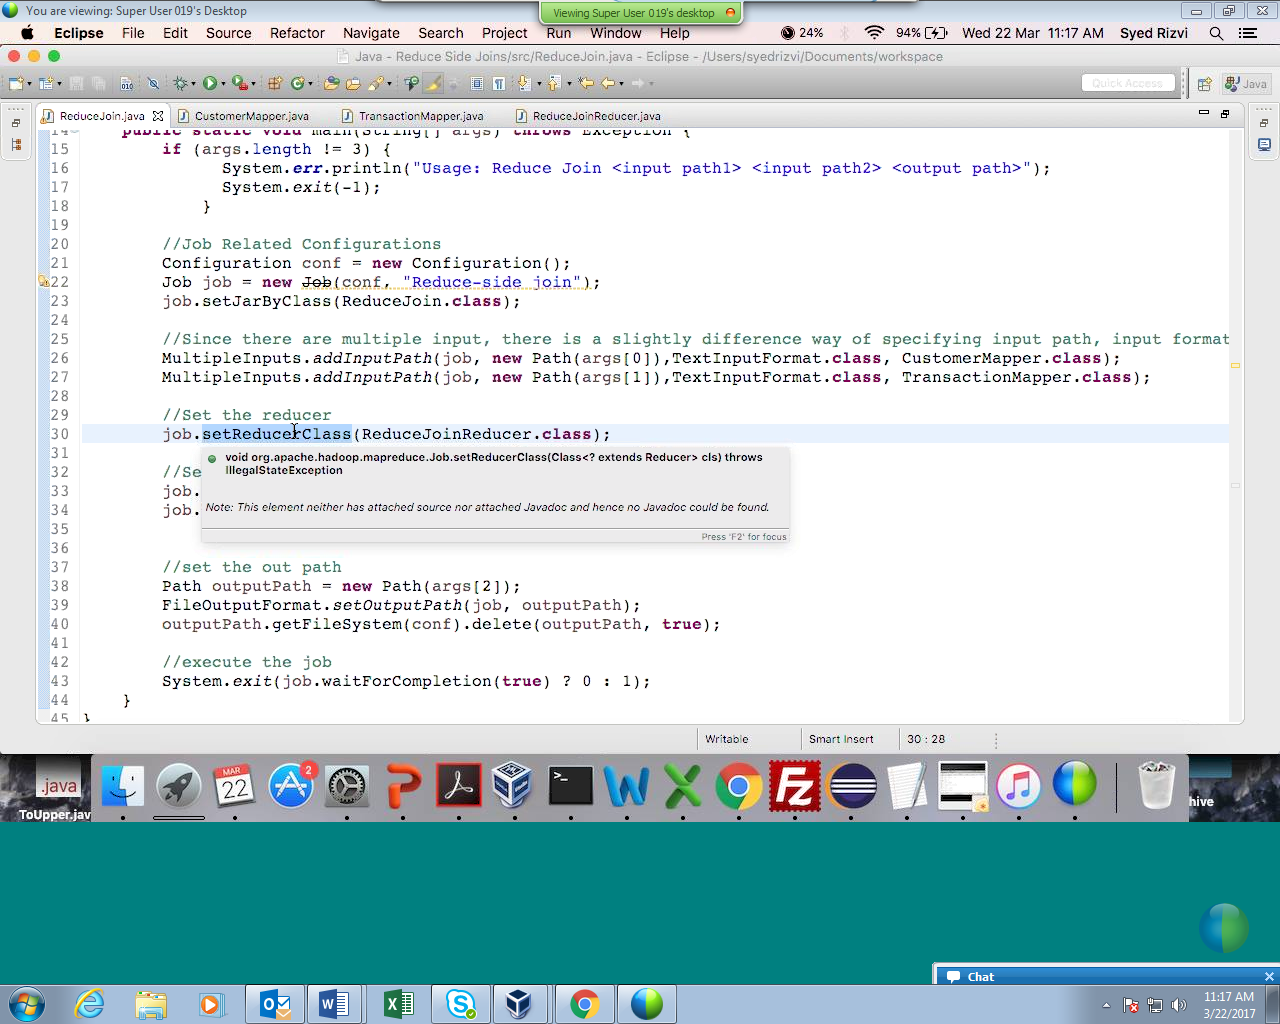 You are viewing: Super User 019's Desktop
Viewing Super User 019's desktop
Eclipse File Edit Source Refactor Navigate Search Project Run Window Help 24% 94% Wed 22 Mar 11:17 AM Syed Rizvi
Java - Reduce Side Joins/src/ReduceJoin.java - Eclipse - /Users/syedrizvi/Documents/workspace
Quick Access Java
ReduceJoin.java CustomerMapper.java TransactionMapper.java ReduceJoinReducer.java
14 public static void main(String[] args) throws Exception {
15 if (args.length != 3) {
16 System.err.println("Usage: Reduce Join <input path1> <input path2> <output path>");
17 System.exit(-1);
18 }
19
20 //Job Related Configurations
21 Configuration conf = new Configuration();
22 Job job = new Job(conf, "Reduce-side join");
23 job.setJarByClass(ReduceJoin.class);
24
25 //Since there are multiple input, there is a slightly difference way of specifying input path, input format
26 MultipleInputs.addInputPath(job, new Path(args[0]),TextInputFormat.class, CustomerMapper.class);
27 MultipleInputs.addInputPath(job, new Path(args[1]),TextInputFormat.class, TransactionMapper.class);
28
29 //Set the reducer
30 job.setReducerClass(ReduceJoinReducer.class);
31
void org.apache.hadoop.mapreduce.Job.setReducerClass(Class<? extends Reducer> cls) throws
IllegalStateException
32 //Se
33 job.
34 job.
Note: This element neither has attached source nor attached Javadoc and hence no Javadoc could be found.
35
Press 'F2' for focus
36
37 //set the out path
38 Path outputPath = new Path(args[2]);
39 FileOutputFormat.setOutputPath(job, outputPath);
40 outputPath.getFileSystem(conf).delete(outputPath, true);
41
42 //execute the job
43 System.exit(job.waitForCompletion(true) ? 0 : 1);
44 }
45 }
Writable Smart Insert 30 : 28
.java
MAR
22
2
ToUpper.jav
hive
Chat
11:17 AM
3/22/2017